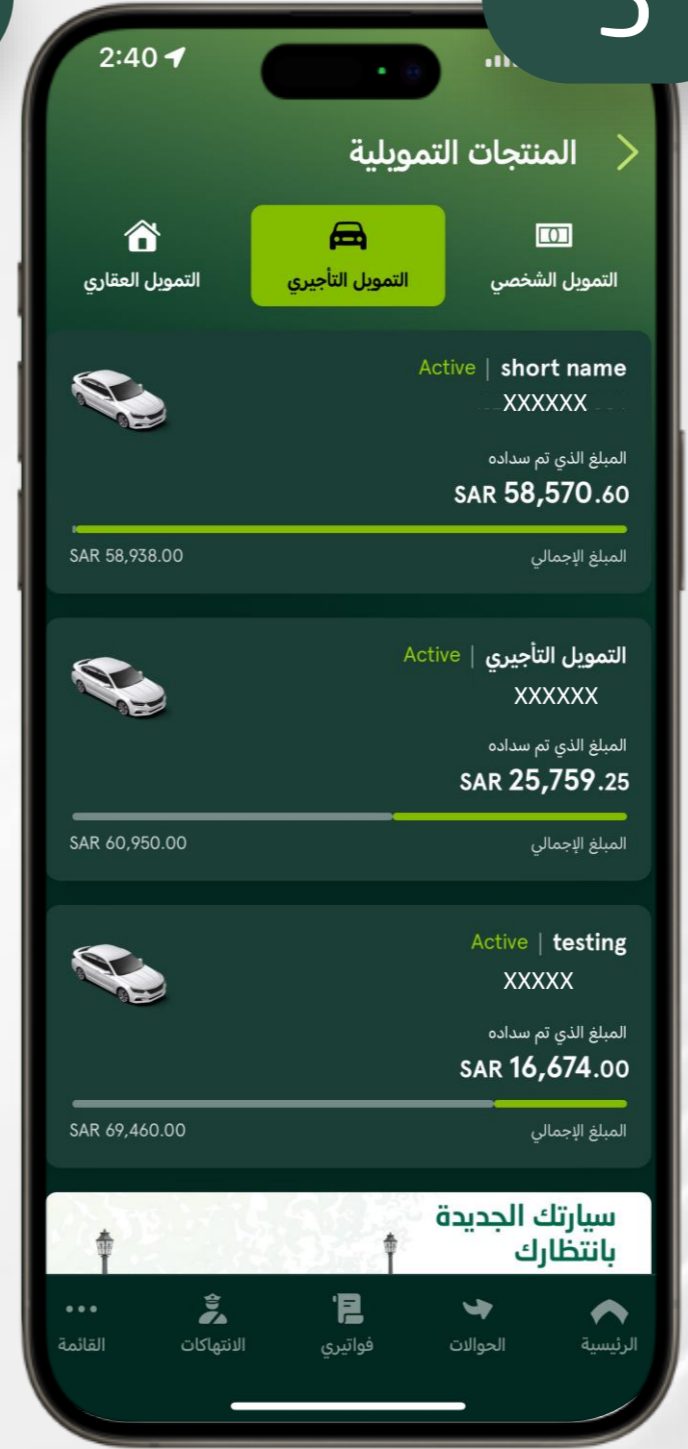 2:40
المنتجات التمويلية
التمويل الشخصي
التمويل التأجيري
التمويل العقاري
short name | Active
XXXXXX
المبلغ الذي تم سداده
SAR 58,570.60
المبلغ الإجمالي
SAR 58,938.00
التمويل التأجيري | Active
XXXXXX
المبلغ الذي تم سداده
SAR 25,759.25
المبلغ الإجمالي
SAR 60,950.00
testing | Active
XXXXX
المبلغ الذي تم سداده
SAR 16,674.00
المبلغ الإجمالي
SAR 69,460.00
سيارتك الجديدة
بانتظارك
الرئيسية
الحوالات
فواتيري
الانتهاكات
القائمة